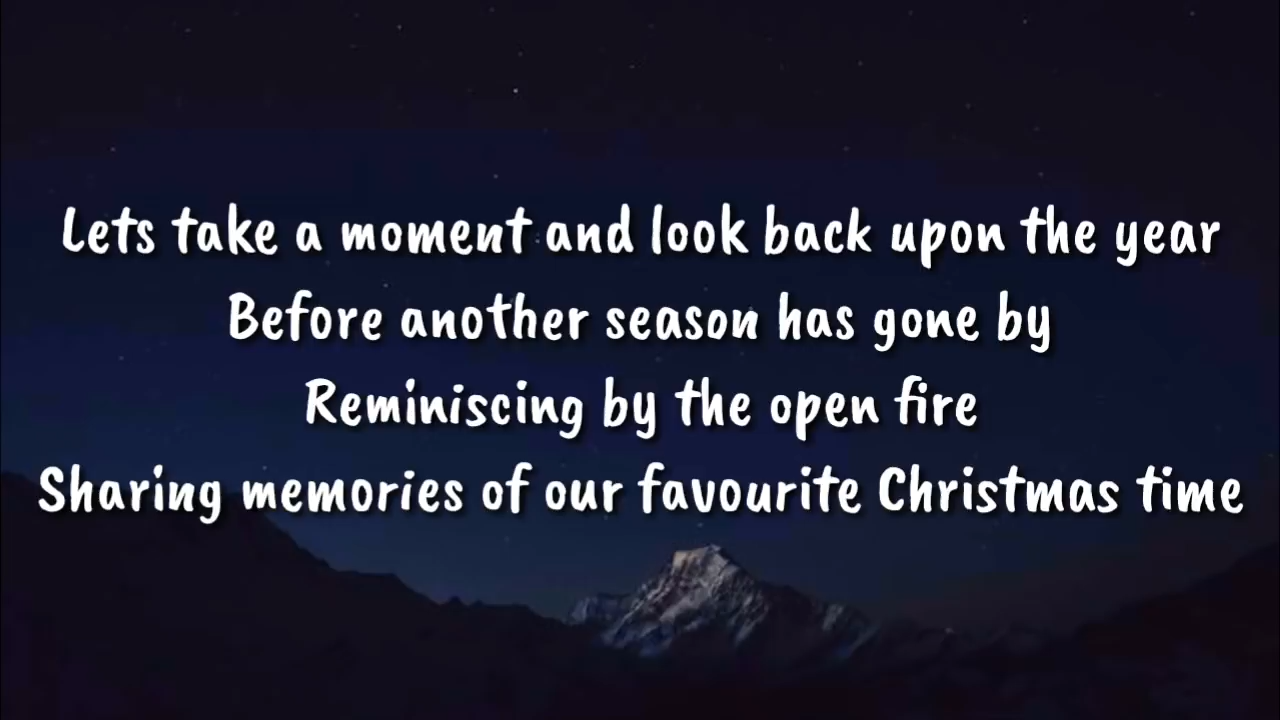 Lets take a moment and look back upon the year
Before another season has gone by
Reminiscing by the open fire
Sharing memories of our favourite Christmas time